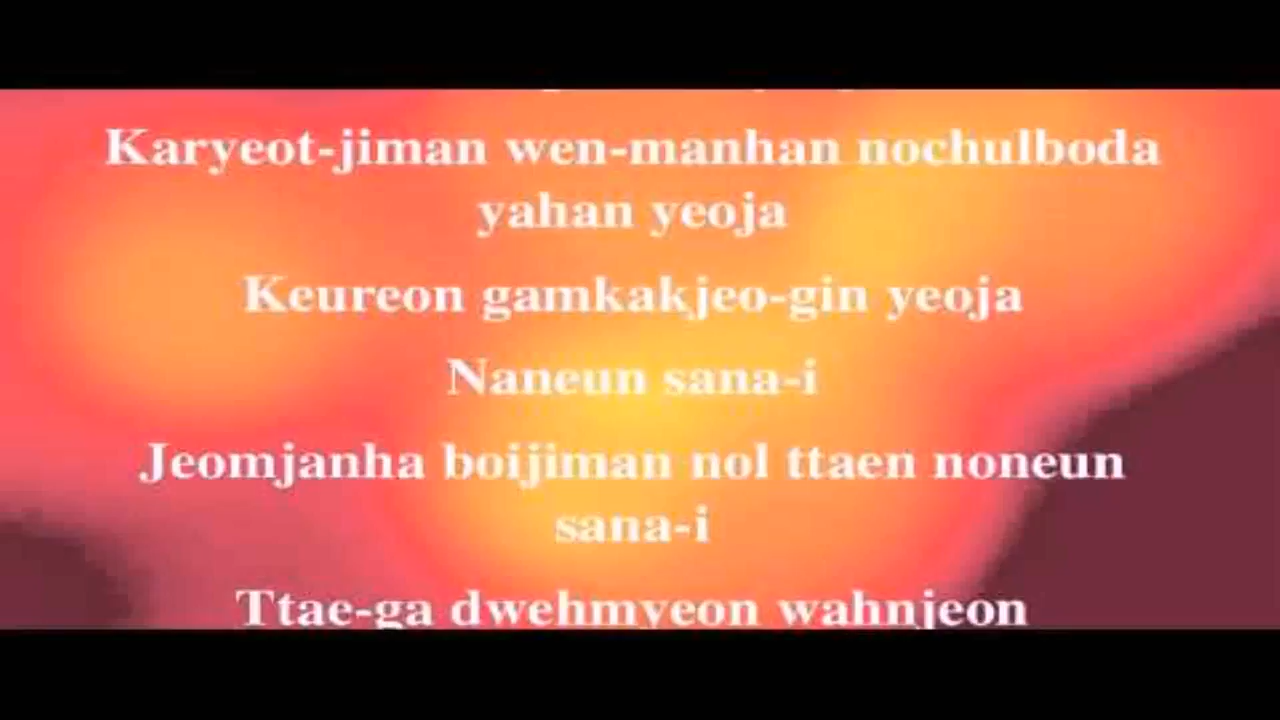 Karyeot-jiman wen-manhan nochulboda
yahan yeoja
Keureon gamkakjeo-gin yeoja
Naneun sana-i
Jeomjanha boijiman nol ttaen noneun
sana-i
Ttae-ga dwehmyeon wahnjeon